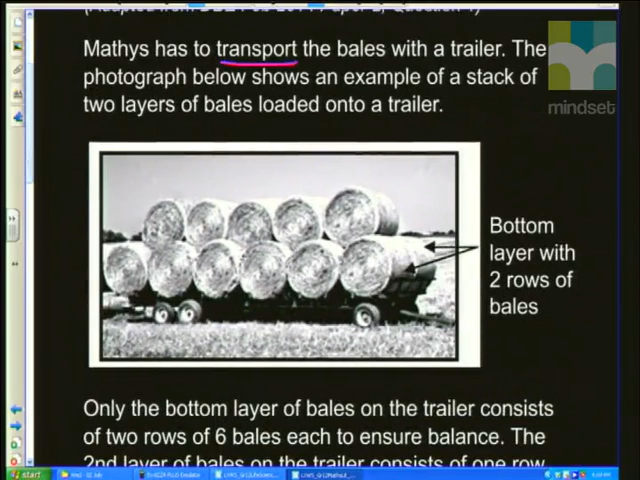 Mathys has to transport the bales with a trailer. The
photograph below shows an example of a stack of
two layers of bales loaded onto a trailer.
mindset
Bottom
layer with
2 rows of
bales
Only the bottom layer of bales on the trailer consists
of two rows of 6 bales each to ensure balance. The
2nd layer of bales on the trailer consists of one row
start